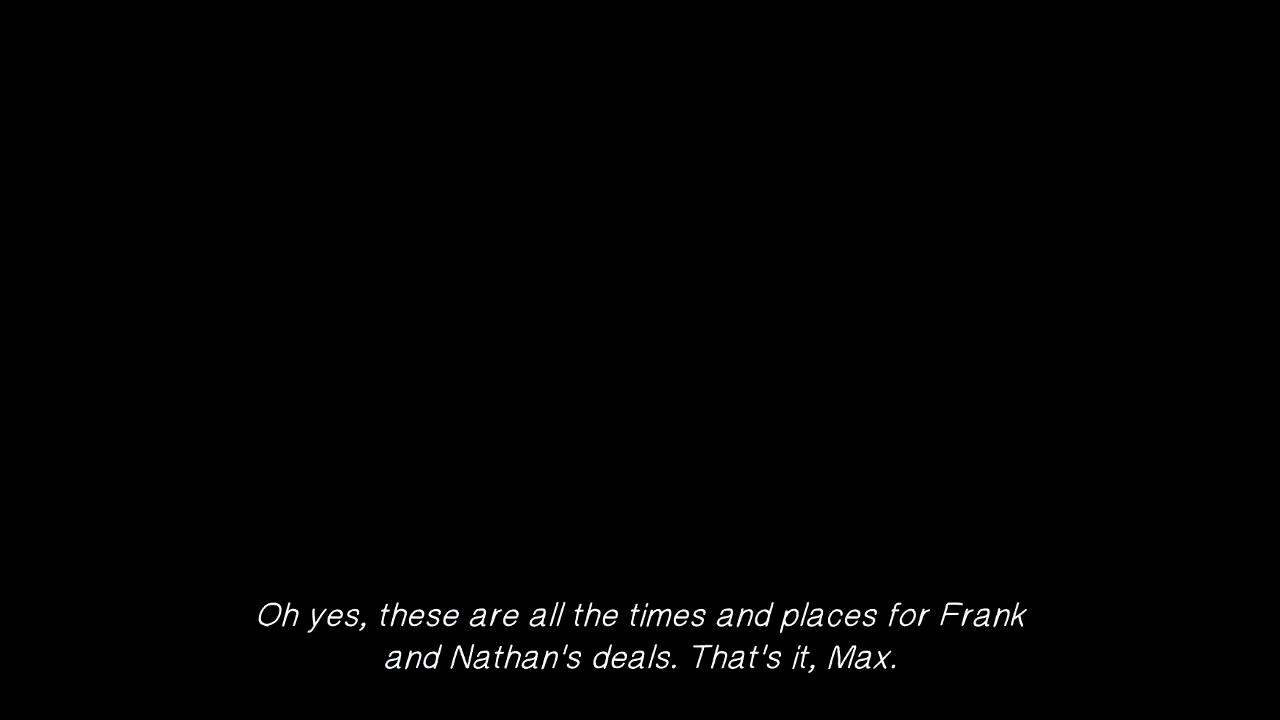 Oh yes, these are all the times and places for Frank
and Nathan's deals. That's it, Max.